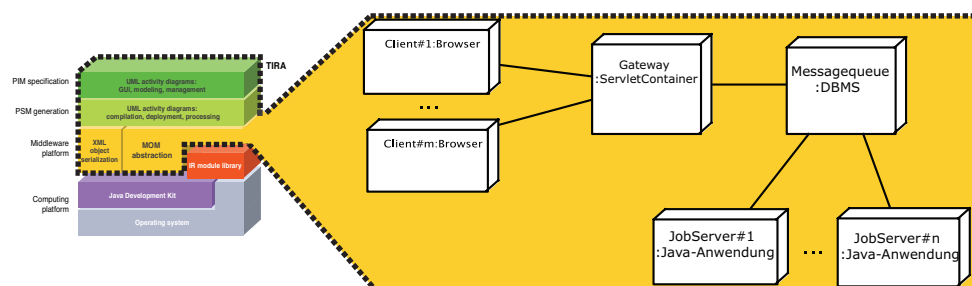 TIRA
PIM specification
UML activity diagrams:
GUI, modeling, management
PSM generation
UML activity diagrams:
compilation, deployment, processing
Middleware
platform
XML
object
serialization
MOM
abstraction
IR module library
Java Development Kit
Computing
platform
Operating system
Client#1:Browser
...
Client#m:Browser
Gateway
:ServletContainer
Messagequeue
:DBMS
JobServer#1
:Java-Anwendung
...
JobServer#n
:Java-Anwendung